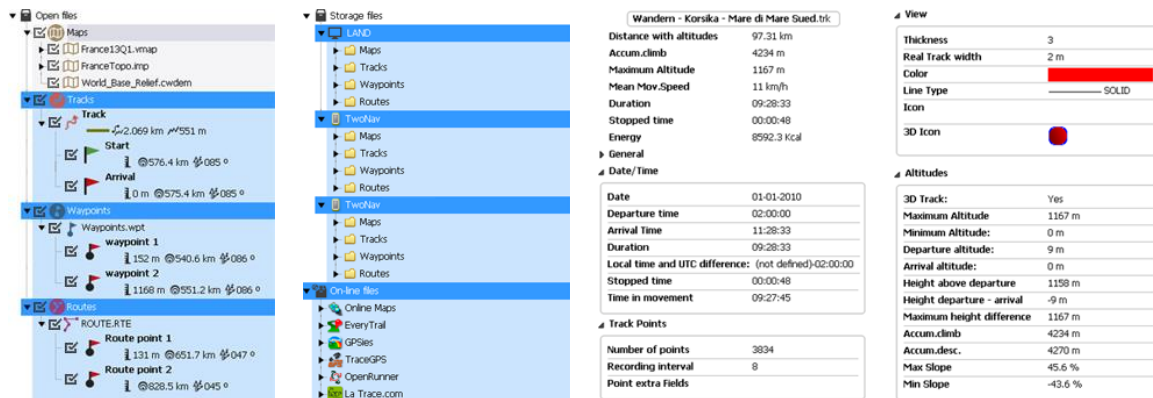 Open files
Maps
France13Q1.vmap
FranceTopo.imp
World_Base_Relief.cwdem
Tracks
Track
2.069 km 551 m
Start
576.4 km 085 º
Arrival
0 m 575.4 km 085 º
Waypoints
Waypoints.wpt
waypoint 1
152 m 540.6 km 086 º
waypoint 2
1168 m 551.2 km 086 º
Routes
ROUTE.RTE
Route point 1
131 m 651.7 km 047 º
Route point 2
828.5 km 045 º
Storage files
LAND
Maps
Tracks
Waypoints
Routes
TwoNav
Maps
Tracks
Waypoints
Routes
TwoNav
Maps
Tracks
Waypoints
Routes
On-line files
Online Maps
EveryTrail
GPSies
TraceGPS
OpenRunner
La Trace.com
Wandern - Korsika - Mare di Mare Sued.trk
Distance with altitudes 97.31 km
Accum.climb 4234 m
Maximum Altitude 1167 m
Mean Mov.Speed 11 km/h
Duration 09:28:33
Stopped time 00:00:48
Energy 8592.3 Kcal
General
Date/Time
Date 01-01-2010
Departure time 02:00:00
Arrival Time 11:28:33
Duration 09:28:33
Local time and UTC difference: (not defined)-02:00:00
Stopped time 00:00:48
Time in movement 09:27:45
Track Points
Number of points 3834
Recording interval 8
Point extra Fields
View
Thickness 3
Real Track width 2 m
Color
Line Type SOLID
Icon
3D Icon
Altitudes
3D Track: Yes
Maximum Altitude 1167 m
Minimum Altitude: 0 m
Departure altitude: 9 m
Arrival altitude: 0 m
Height above departure 1158 m
Height departure - arrival -9 m
Maximum height difference 1167 m
Accum.climb 4234 m
Accum.desc. 4270 m
Max Slope 45.6 %
Min Slope -43.6 %